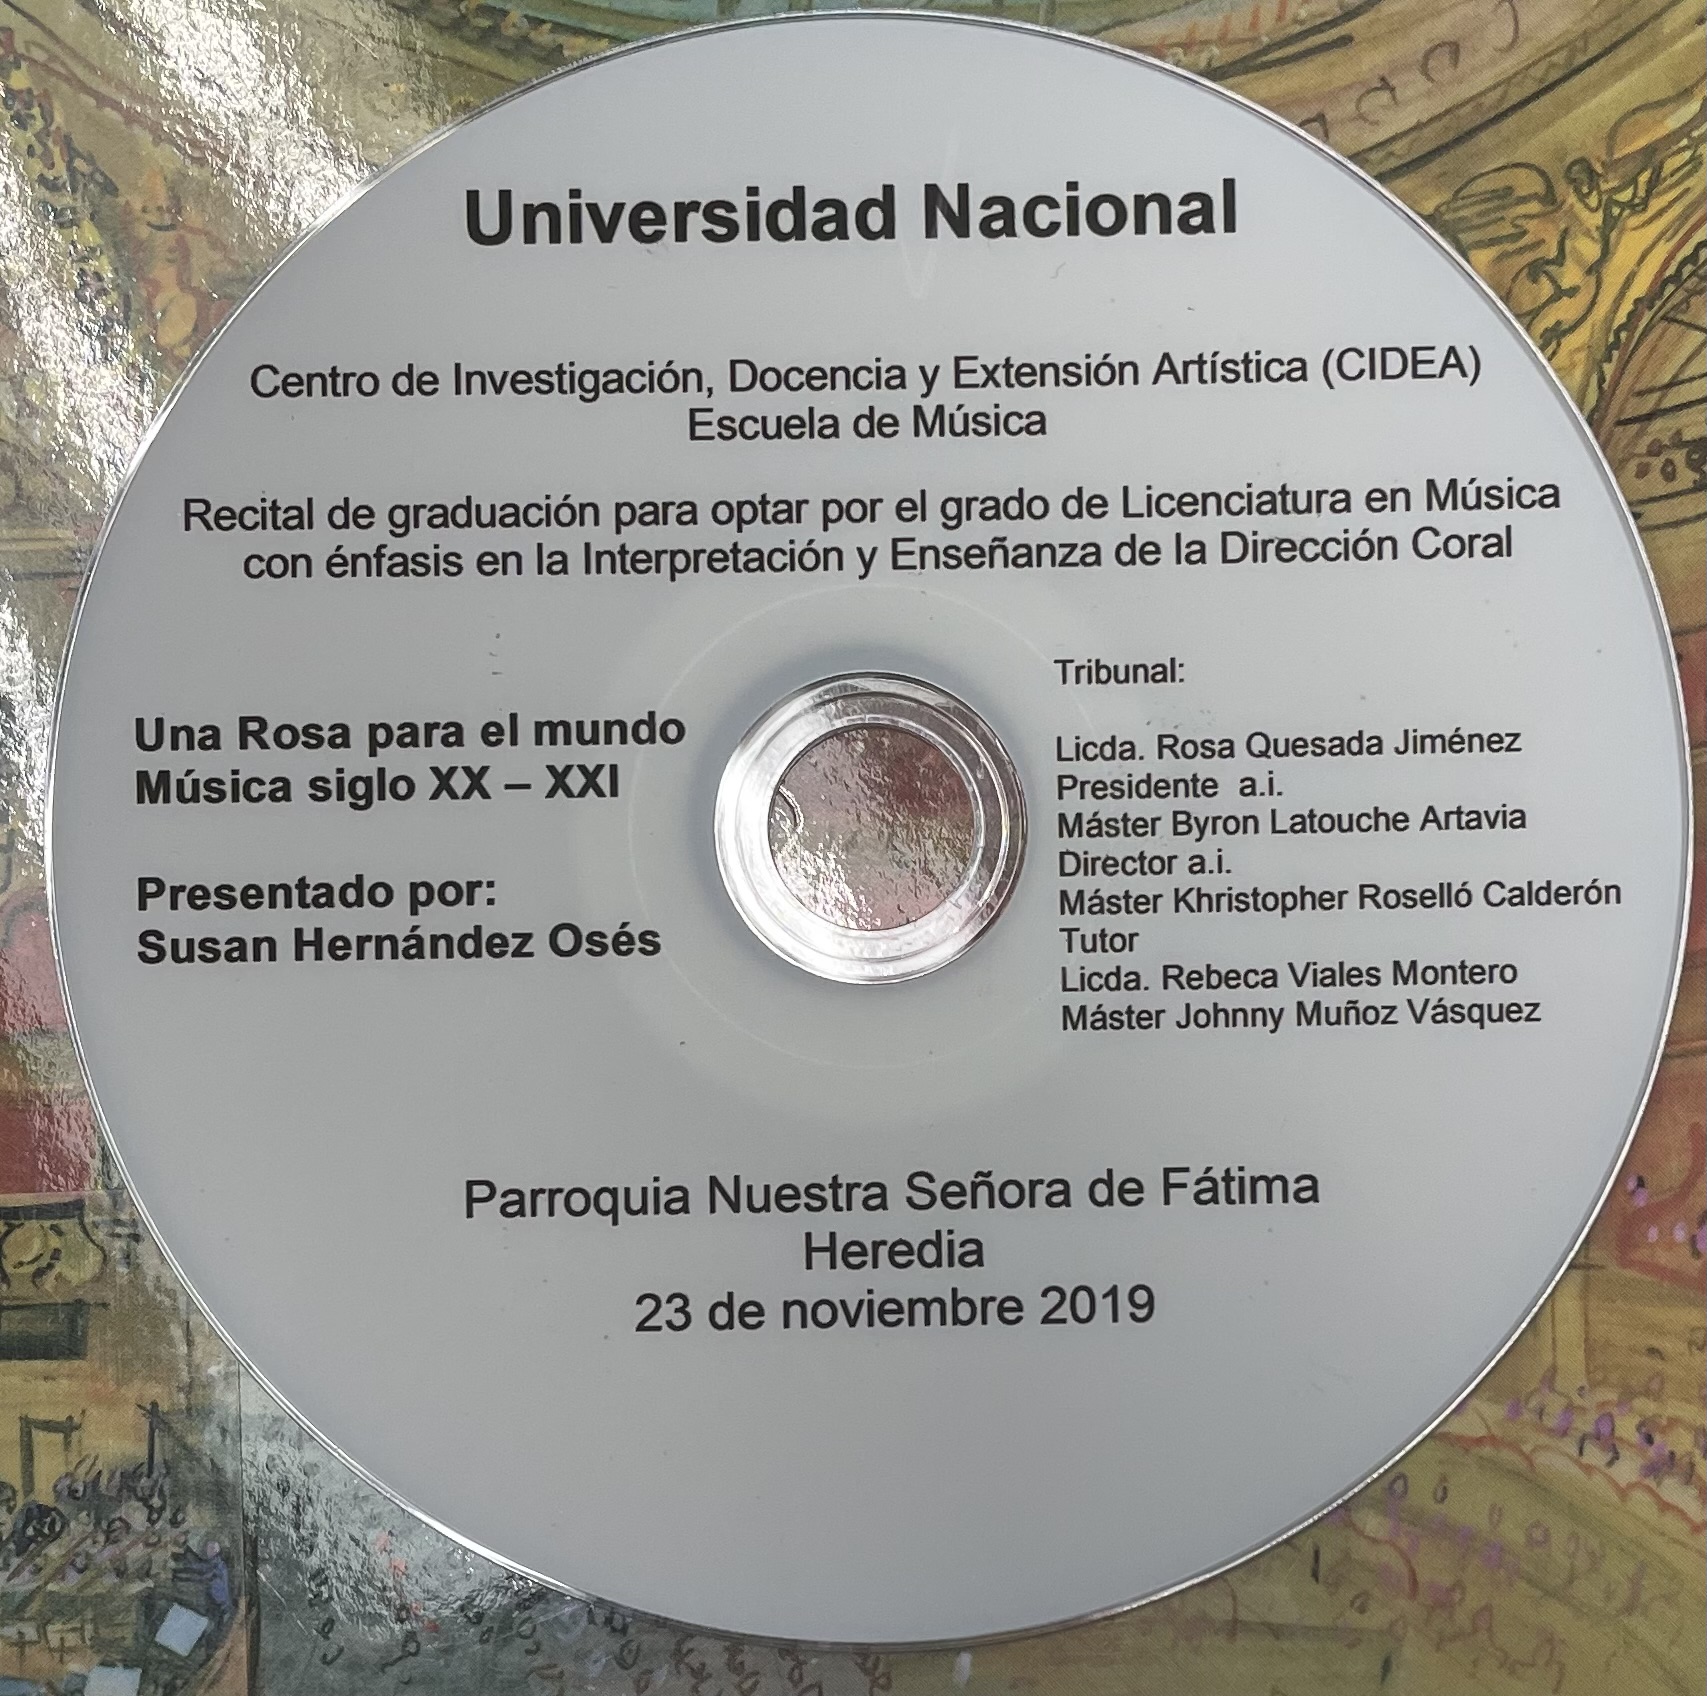 Universidad Nacional
Centro de Investigación, Docencia y Extensión Artística (CIDEA)
Escuela de Música
Recital de graduación para optar por el grado de Licenciatura en Música
con énfasis en la Interpretación y Enseñanza de la Dirección Coral
Una Rosa para el mundo
Música siglo XX – XXI
Presentado por:
Susan Hernández Osés
Tribunal:
Licda. Rosa Quesada Jiménez
Presidente a.i.
Máster Byron Latouche Artavia
Director a.i.
Máster Khristopher Roselló Calderón
Tutor
Licda. Rebeca Viales Montero
Máster Johnny Muñoz Vásquez
Parroquia Nuestra Señora de Fátima
Heredia
23 de noviembre 2019